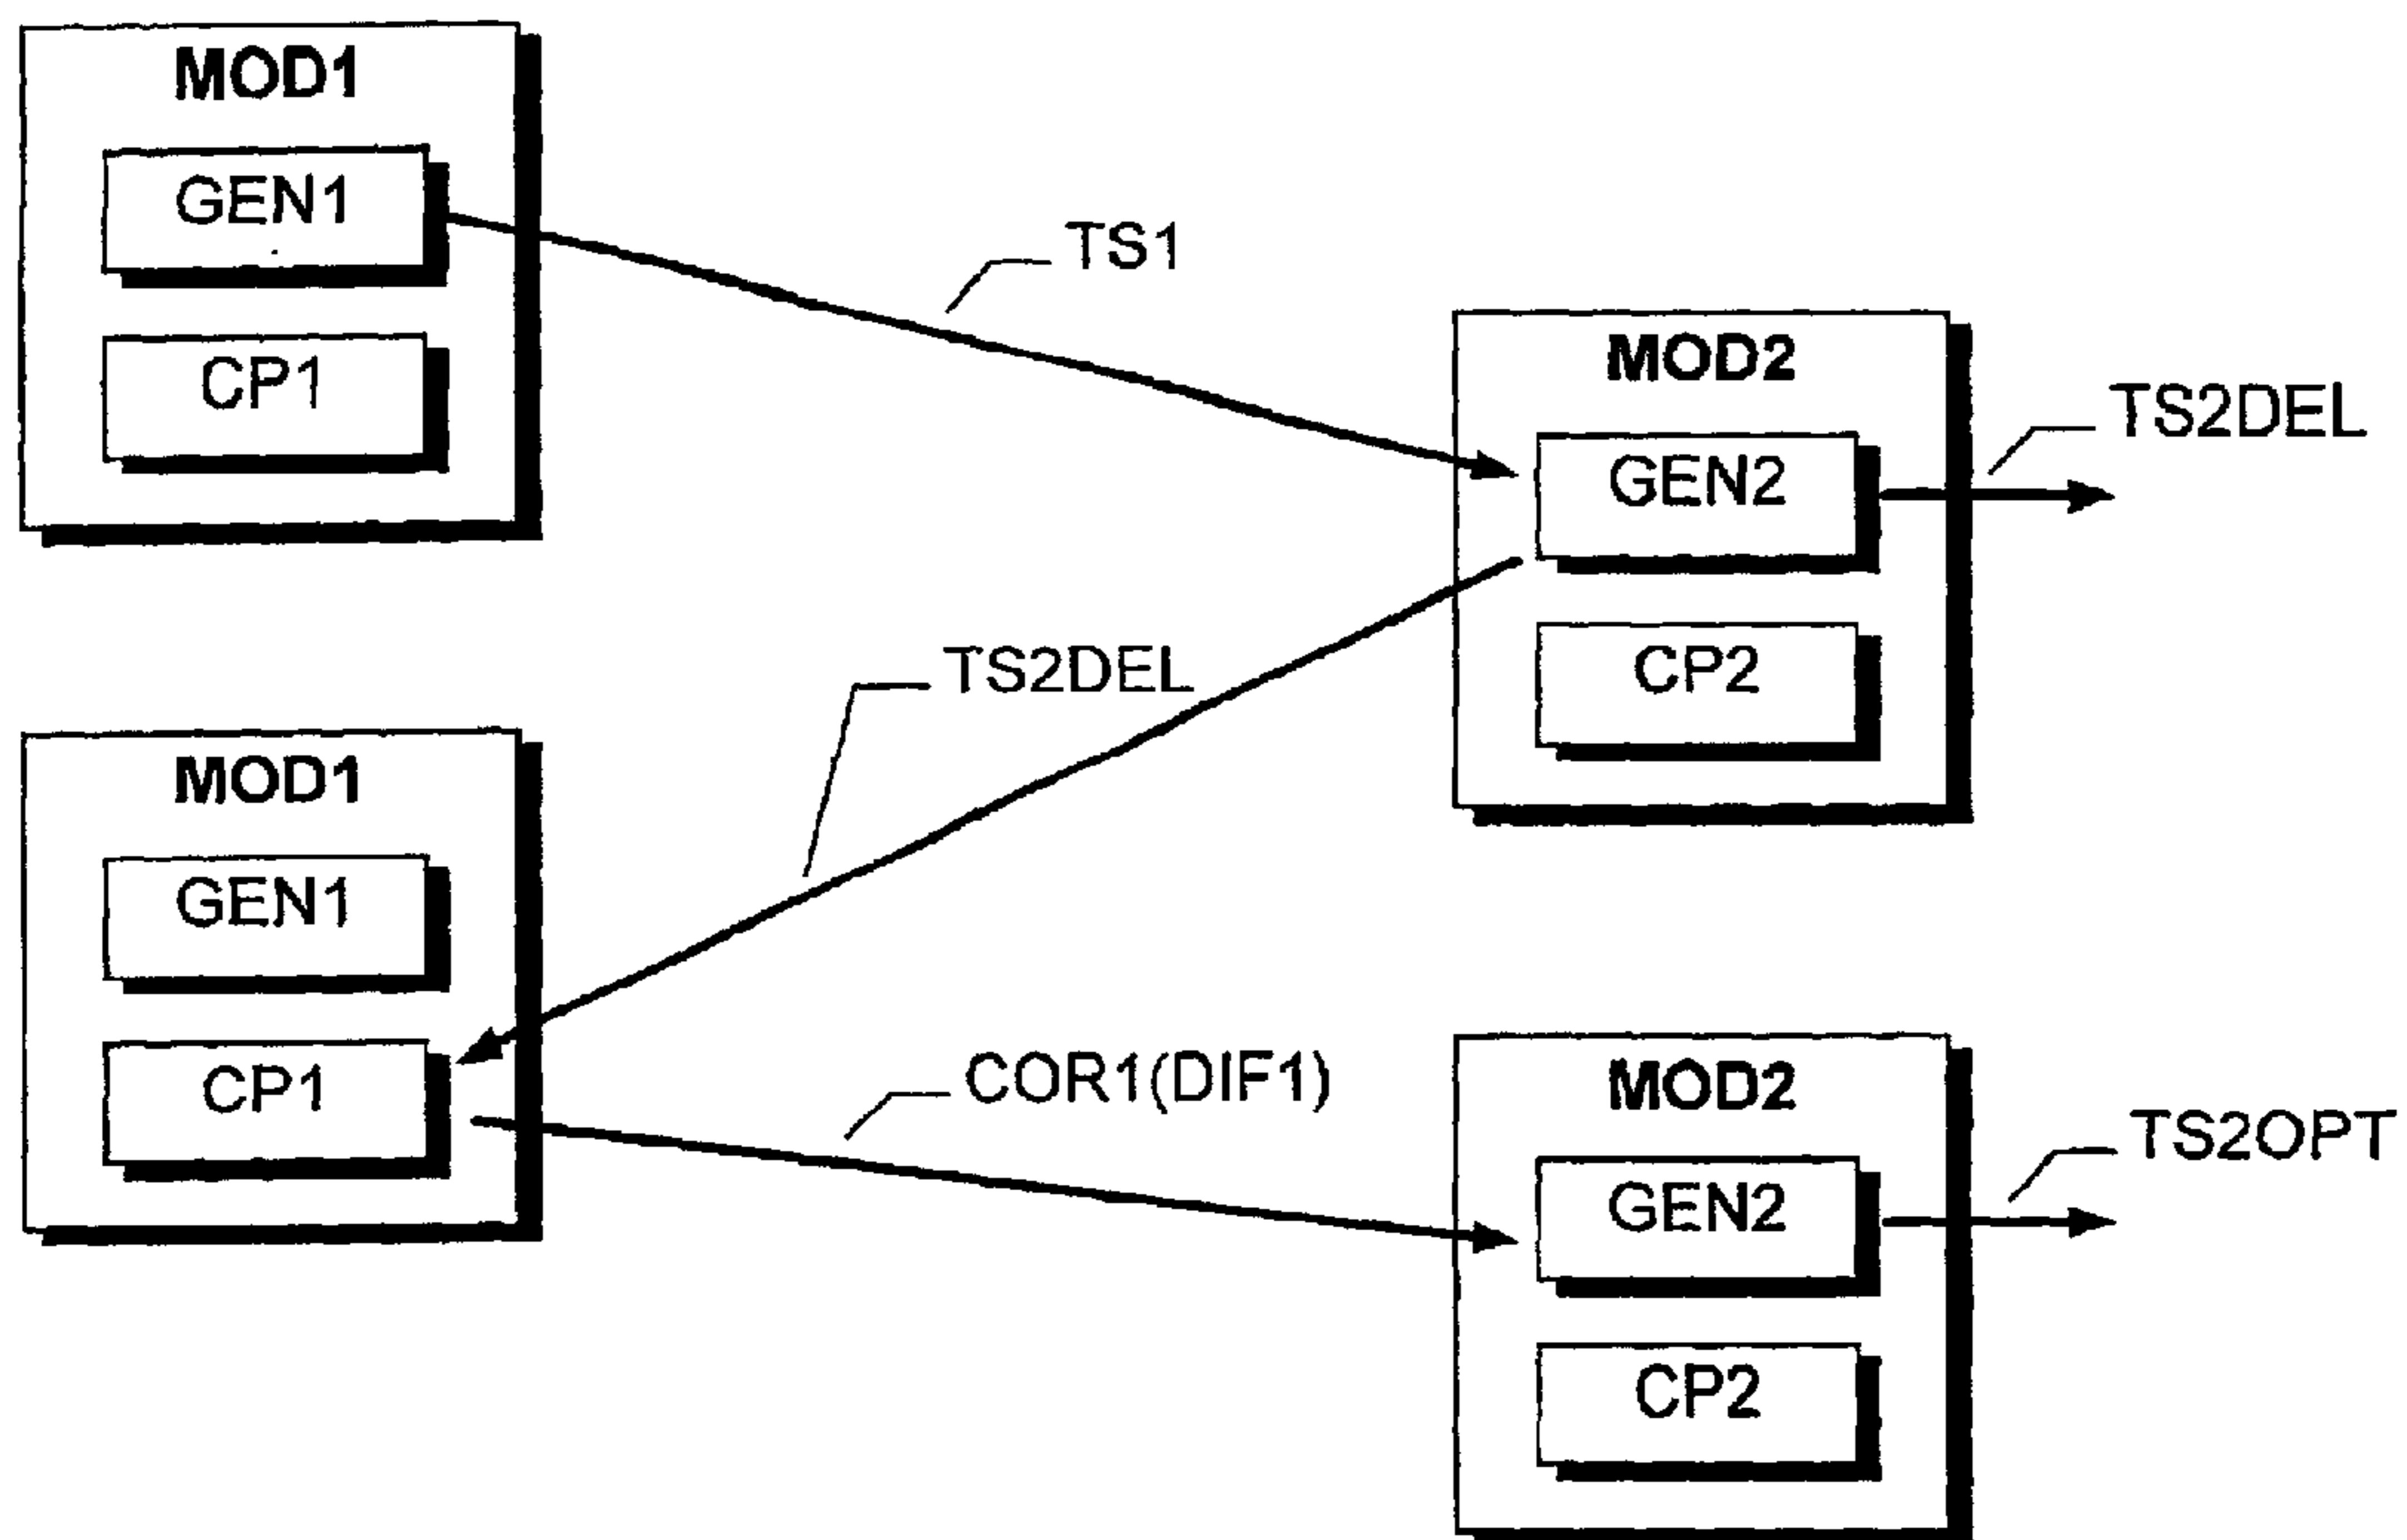 MOD1
GEN1
CP1
TS1
MOD2
GEN2
CP2
TS2DEL
TS2DEL
MOD1
GEN1
CP1
COR1(DIF1)
MOD2
GEN2
CP2
TS2OPT